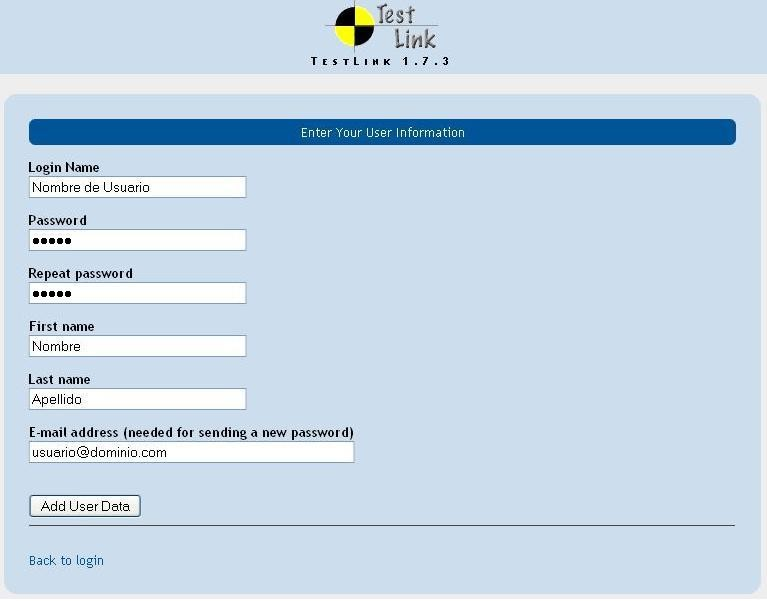 Test
Link
TestLink 1.7.3
Enter Your User Information
Login Name
Nombre de Usuario
Password
●●●●●
Repeat password
●●●●●
First name
Nombre
Last name
Apellido
E-mail address (needed for sending a new password)
usuario@dominio.com
Add User Data
Back to login